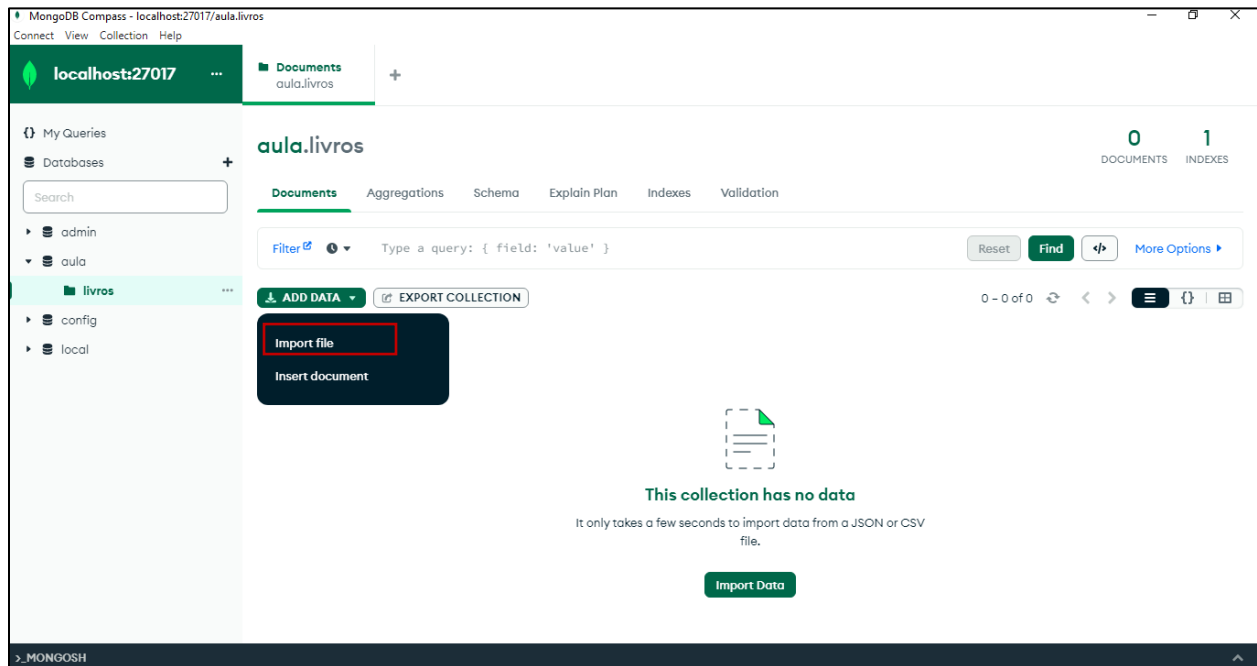 MongoDB Compass - localhost:27017/aula.livros
Connect View Collection Help
localhost:27017 ...
Documents
aula.livros
+
{} My Queries
Databases +
Search
admin
aula
livros ...
config
local
aula.livros
0
DOCUMENTS
1
INDEXES
Documents Aggregations Schema Explain Plan Indexes Validation
Filter Type a query: { field: 'value' } Reset Find </> More Options
ADD DATA EXPORT COLLECTION 0 – 0 of 0 < > {}
Import file
Insert document
This collection has no data
It only takes a few seconds to import data from a JSON or CSV
file.
Import Data
>_MONGOSH